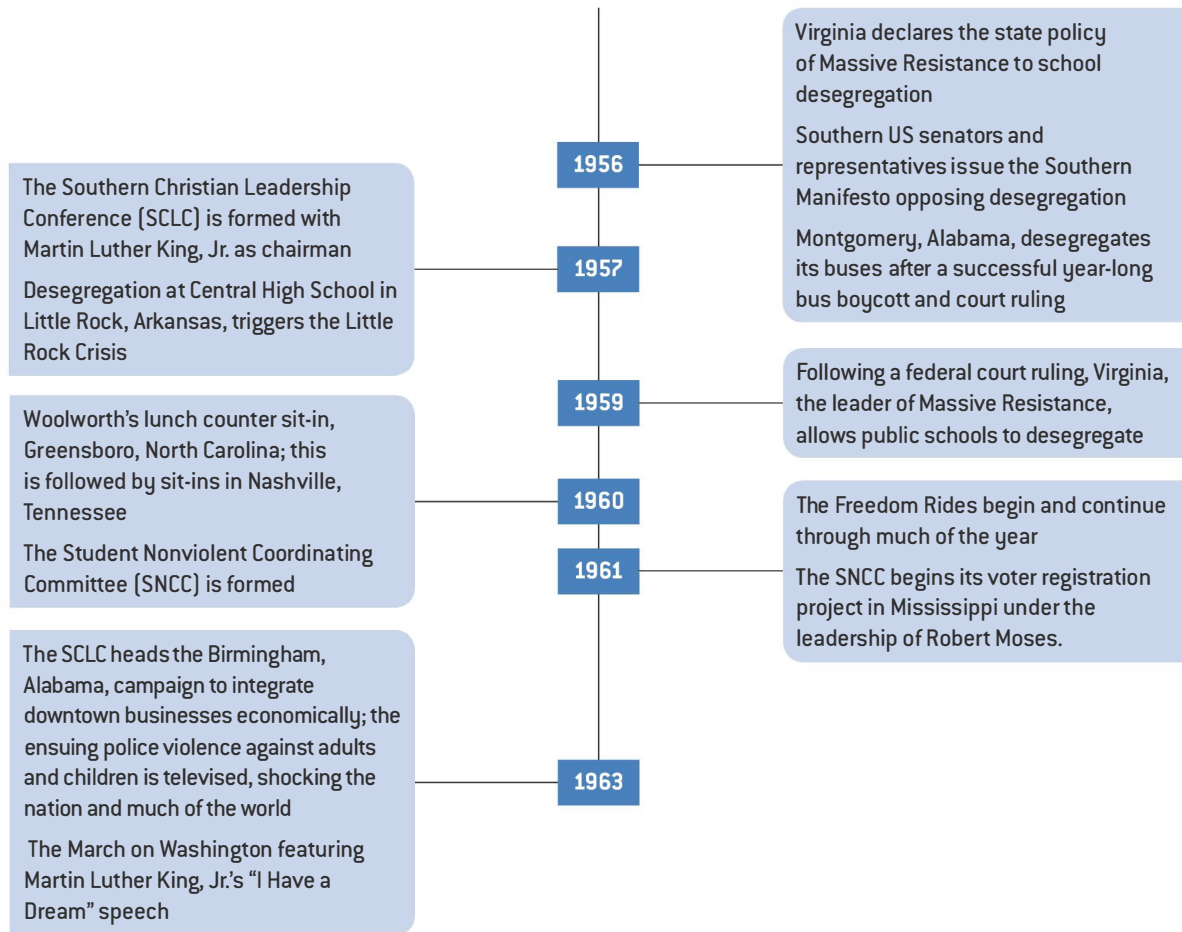 Virginia declares the state policy
of Massive Resistance to school
desegregation
Southern US senators and
representatives issue the Southern
Manifesto opposing desegregation
Montgomery, Alabama, desegregates
its buses after a successful year-long
bus boycott and court ruling
1956
The Southern Christian Leadership
Conference (SCLC) is formed with
Martin Luther King, Jr. as chairman
Desegregation at Central High School in
Little Rock, Arkansas, triggers the Little
Rock Crisis
1957
Following a federal court ruling, Virginia,
the leader of Massive Resistance,
allows public schools to desegregate
1959
Woolworth's lunch counter sit-in,
Greensboro, North Carolina; this
is followed by sit-ins in Nashville,
Tennessee
The Student Nonviolent Coordinating
Committee (SNCC) is formed
1960
The Freedom Rides begin and continue
through much of the year
The SNCC begins its voter registration
project in Mississippi under the
leadership of Robert Moses.
1961
The SCLC heads the Birmingham,
Alabama, campaign to integrate
downtown businesses economically; the
ensuing police violence against adults
and children is televised, shocking the
nation and much of the world
The March on Washington featuring
Martin Luther King, Jr.'s "I Have a
Dream" speech
1963